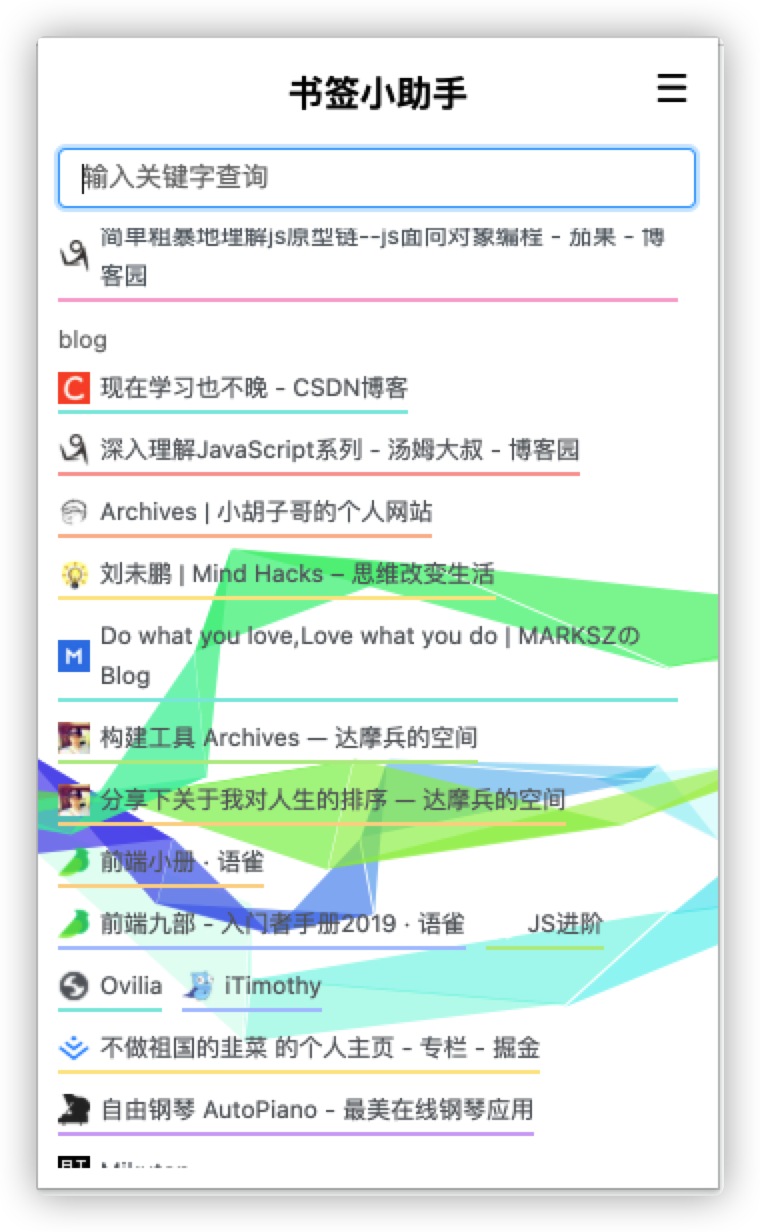 书签小助手
输入关键字查询
简单粗暴地理解js原型链--js面向对象编程 - 茄果 - 博
客园
blog
现在学习也不晚 - CSDN博客
深入理解JavaScript系列 - 汤姆大叔 - 博客园
Archives | 小胡子哥的个人网站
刘未鹏 | Mind Hacks – 思维改变生活
Do what you love,Love what you do | MARKSZの
Blog
构建工具 Archives — 达摩兵的空间
分享下关于我对人生的排序 — 达摩兵的空间
前端小册 · 语雀
前端九部 - 入门者手册2019 · 语雀 JS进阶
Ovilia iTimothy
不做祖国的韭菜 的个人主页 - 专栏 - 掘金
自由钢琴 AutoPiano - 最美在线钢琴应用